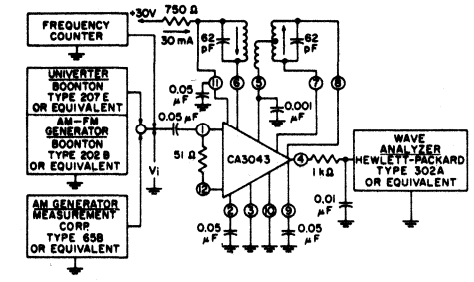 FREQUENCY
COUNTER
UNIVERTER
BOONTON
TYPE 207E
OR EQUIVALENT
AM-FM
GENERATOR
BOONTON
TYPE 202B
OR EQUIVALENT
AM GENERATOR
MEASUREMENT
CORP.
TYPE 65B
OR EQUIVALENT
+30V
750 Ω
30 mA
62
pF
62
pF
11
6
5
7
8
0.05
μF
0.001
μF
0.05
μF
Vi
1
51 Ω
12
CA3043
4
1 kΩ
2
3
10
9
0.05
μF
0.05
μF
0.01
μF
WAVE
ANALYZER
HEWLETT-PACKARD
TYPE 302A
OR EQUIVALENT